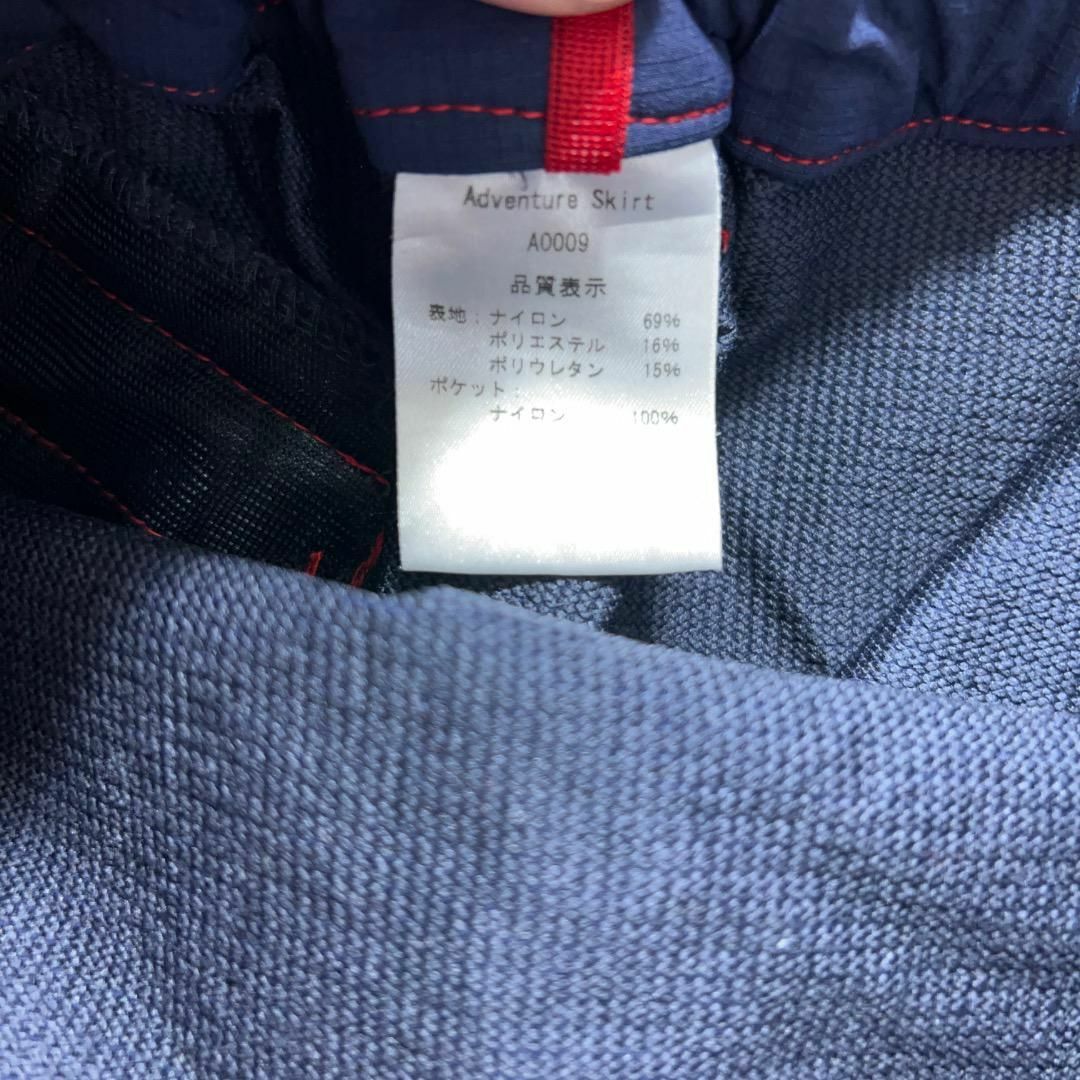 Adventure Skirt
A0009
品質表示
表地：ナイロン 69%
ポリエステル 16%
ポリウレタン 15%
ポケット：
ナイロン 100%